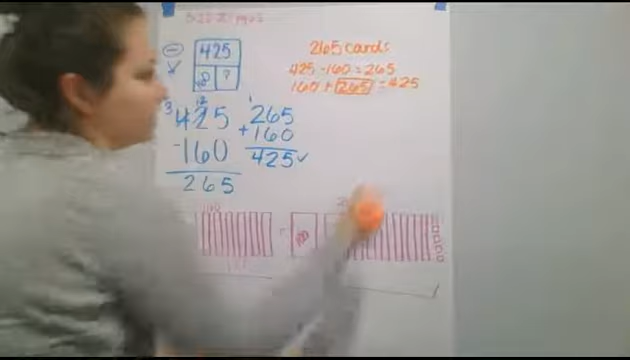 265 cards
425 - 160 = 265
160 + 265 = 425
425
?
425
-160
265
265
+160
425 ✓